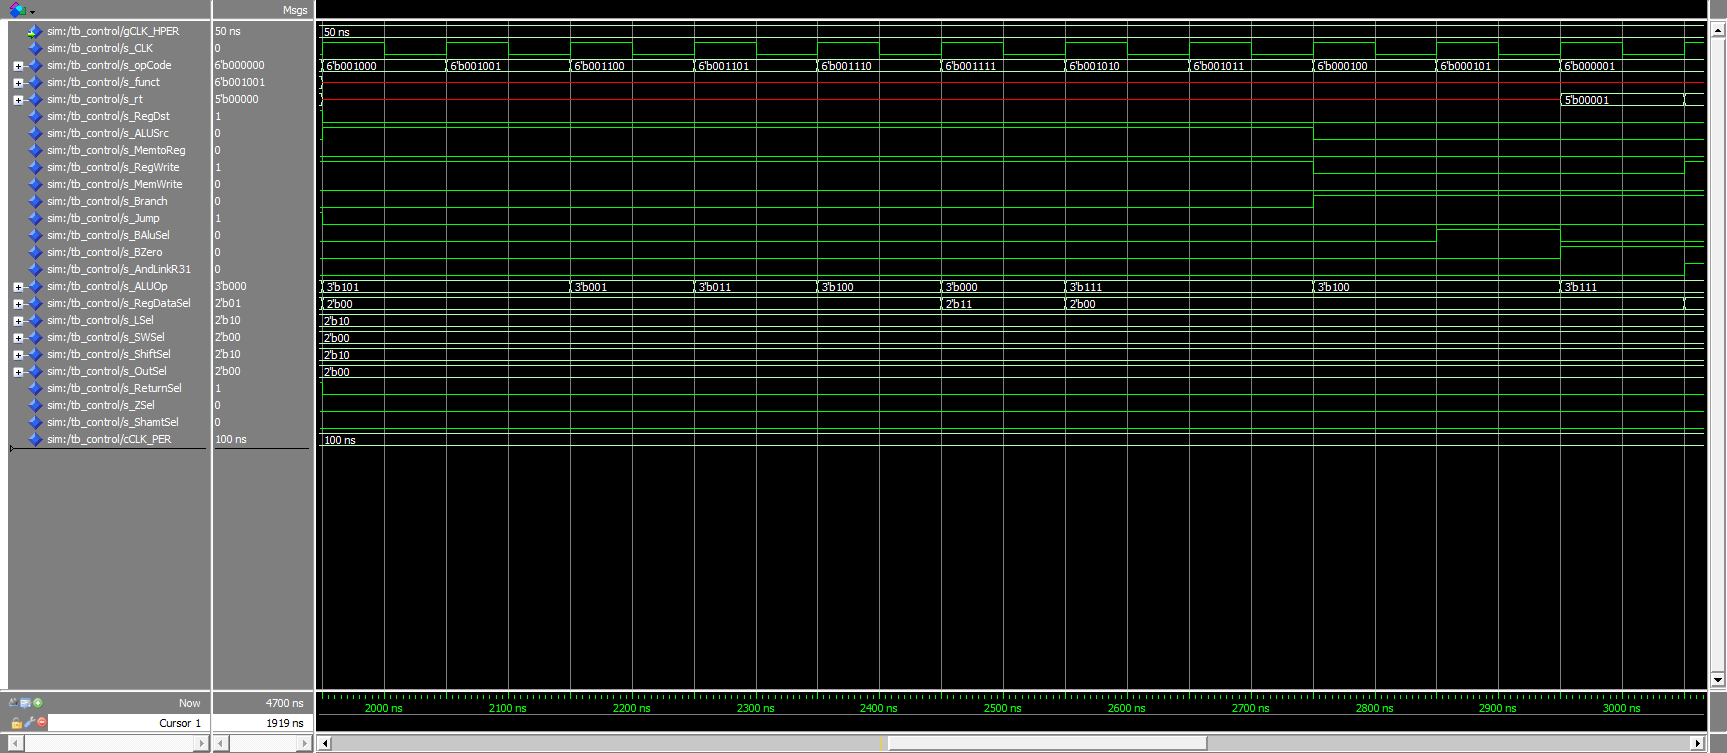 Msgs
sim:/tb_control/gCLK_HPER 50 ns 50 ns
sim:/tb_control/s_CLK 0
sim:/tb_control/s_opCode 6'b000000 6'b001000 6'b001001 6'b001100 6'b001101 6'b001110 6'b001111 6'b001010 6'b001011 6'b000100 6'b000101 6'b000001
sim:/tb_control/s_funct 6'b001001
sim:/tb_control/s_rt 5'b00000 5'b00001
sim:/tb_control/s_RegDst 1
sim:/tb_control/s_ALUSrc 0
sim:/tb_control/s_MemtoReg 0
sim:/tb_control/s_RegWrite 1
sim:/tb_control/s_MemWrite 0
sim:/tb_control/s_Branch 0
sim:/tb_control/s_Jump 1
sim:/tb_control/s_BAluSel 0
sim:/tb_control/s_BZero 0
sim:/tb_control/s_AndLinkR31 0
sim:/tb_control/s_ALUOp 3'b000 3'b101 3'b001 3'b011 3'b100 3'b000 3'b111 3'b100 3'b111
sim:/tb_control/s_RegDataSel 2'b01 2'b00 2'b11 2'b00
sim:/tb_control/s_LSel 2'b10 2'b10
sim:/tb_control/s_SWSel 2'b00 2'b00
sim:/tb_control/s_ShiftSel 2'b10 2'b10
sim:/tb_control/s_OutSel 2'b00 2'b00
sim:/tb_control/s_ReturnSel 1
sim:/tb_control/s_ZSel 0
sim:/tb_control/s_ShamtSel 0
sim:/tb_control/cCLK_PER 100 ns 100 ns
Now 4700 ns 2000 ns 2100 ns 2200 ns 2300 ns 2400 ns 2500 ns 2600 ns 2700 ns 2800 ns 2900 ns 3000 ns
Cursor 1 1919 ns